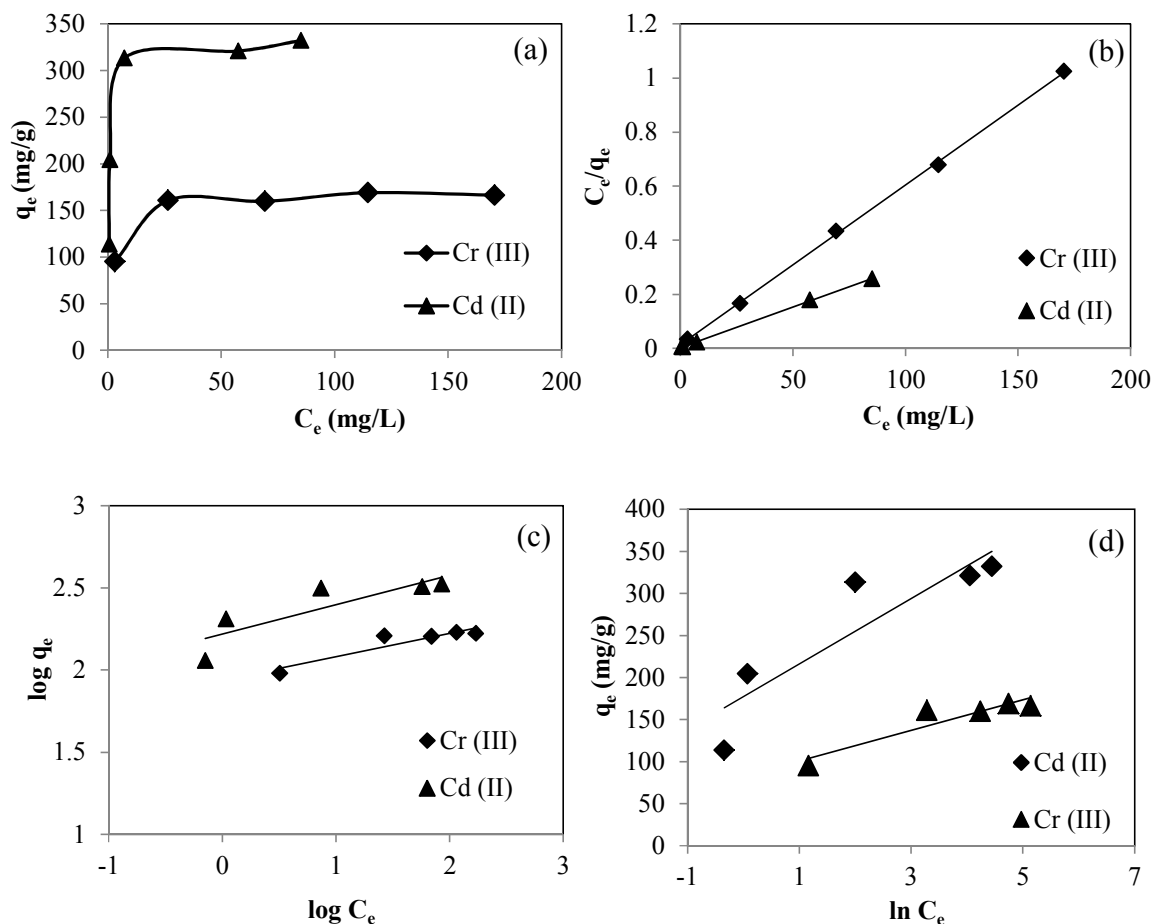 (a)
350
300
250
200
150
100
50
0
q_e (mg/g)
Cr (III)
Cd (II)
0 50 100 150 200
C_e (mg/L)
(b)
1.2
1
0.8
0.6
0.4
0.2
0
C_e/q_e
Cr (III)
Cd (II)
0 50 100 150 200
C_e (mg/L)
(c)
3
2.5
2
1.5
1
log q_e
Cr (III)
Cd (II)
-1 0 1 2 3
log C_e
(d)
400
350
300
250
200
150
100
50
0
q_e (mg/g)
Cd (II)
Cr (III)
-1 1 3 5 7
ln C_e